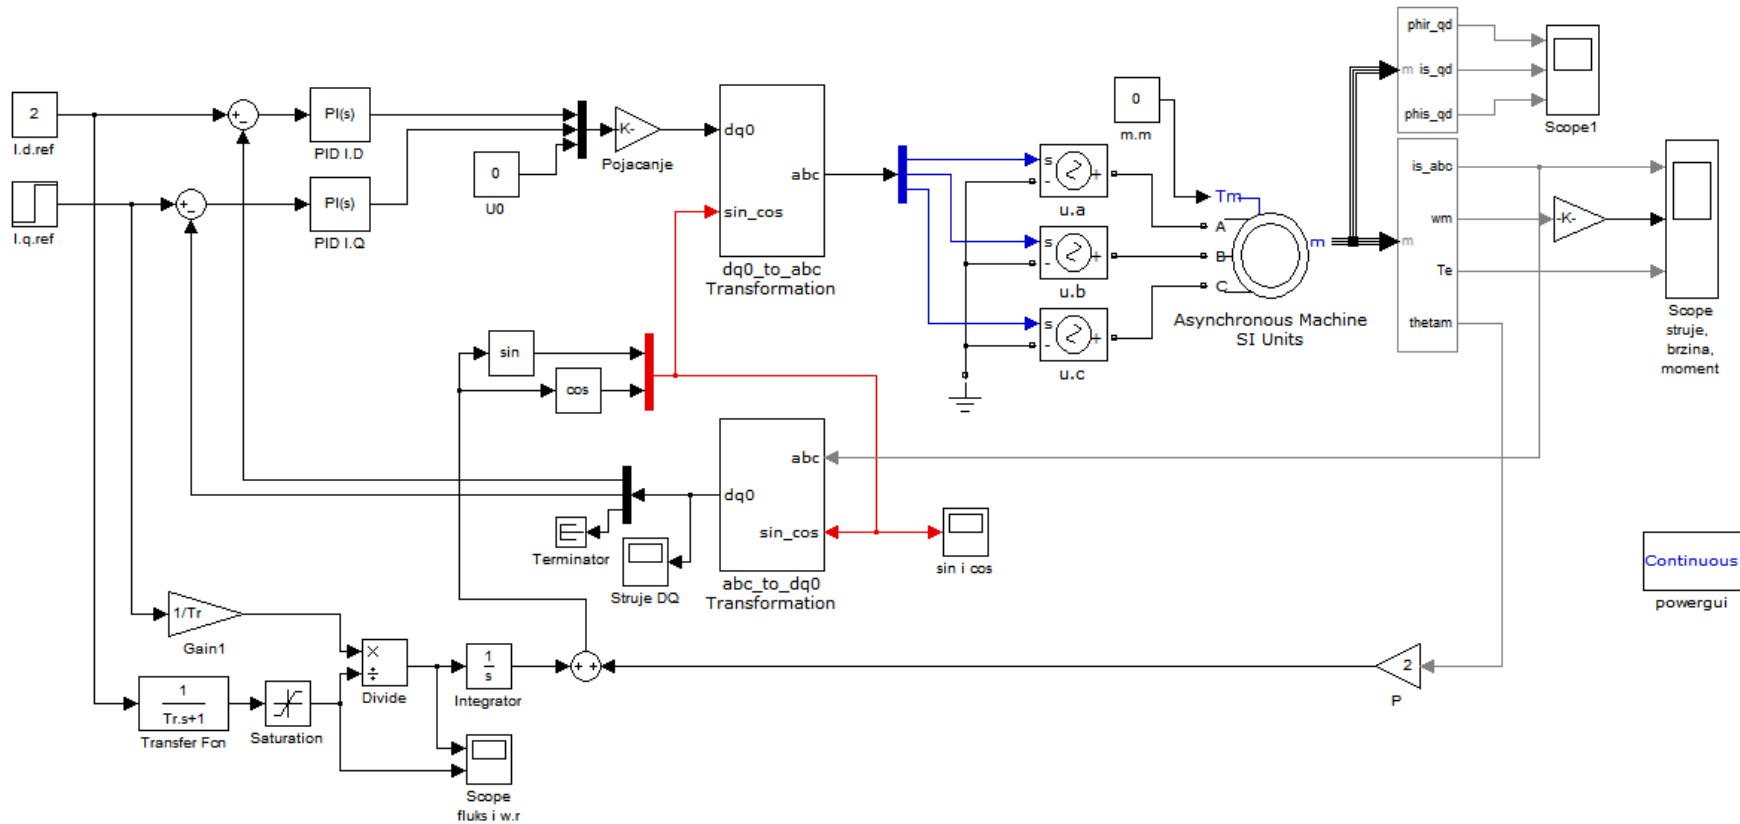 2
I.d.ref
I.q.ref
+
-
+
-
PI(s)
PID I.D
PI(s)
PID I.Q
0
U0
-K-
Pojacanje
dq0
abc
sin_cos
dq0_to_abc
Transformation
0
m.m
s
-
+
u.a
s
-
+
u.b
s
-
+
u.c
Tm
A
B
C
m
Asynchronous Machine
SI Units
m
phir_qd
is_qd
phis_qd
Scope1
m
is_abc
wm
Te
thetam
-K-
Scope
struje,
brzina,
moment
sin
cos
abc
dq0
sin_cos
abc_to_dq0
Transformation
Terminator
Struje DQ
sin i cos
Continuous
powergui
1/Tr
Gain1
1
Tr.s+1
Transfer Fcn
Saturation
×
÷
Divide
1
s
Integrator
+ +
2
P
Scope
fluks i w.r